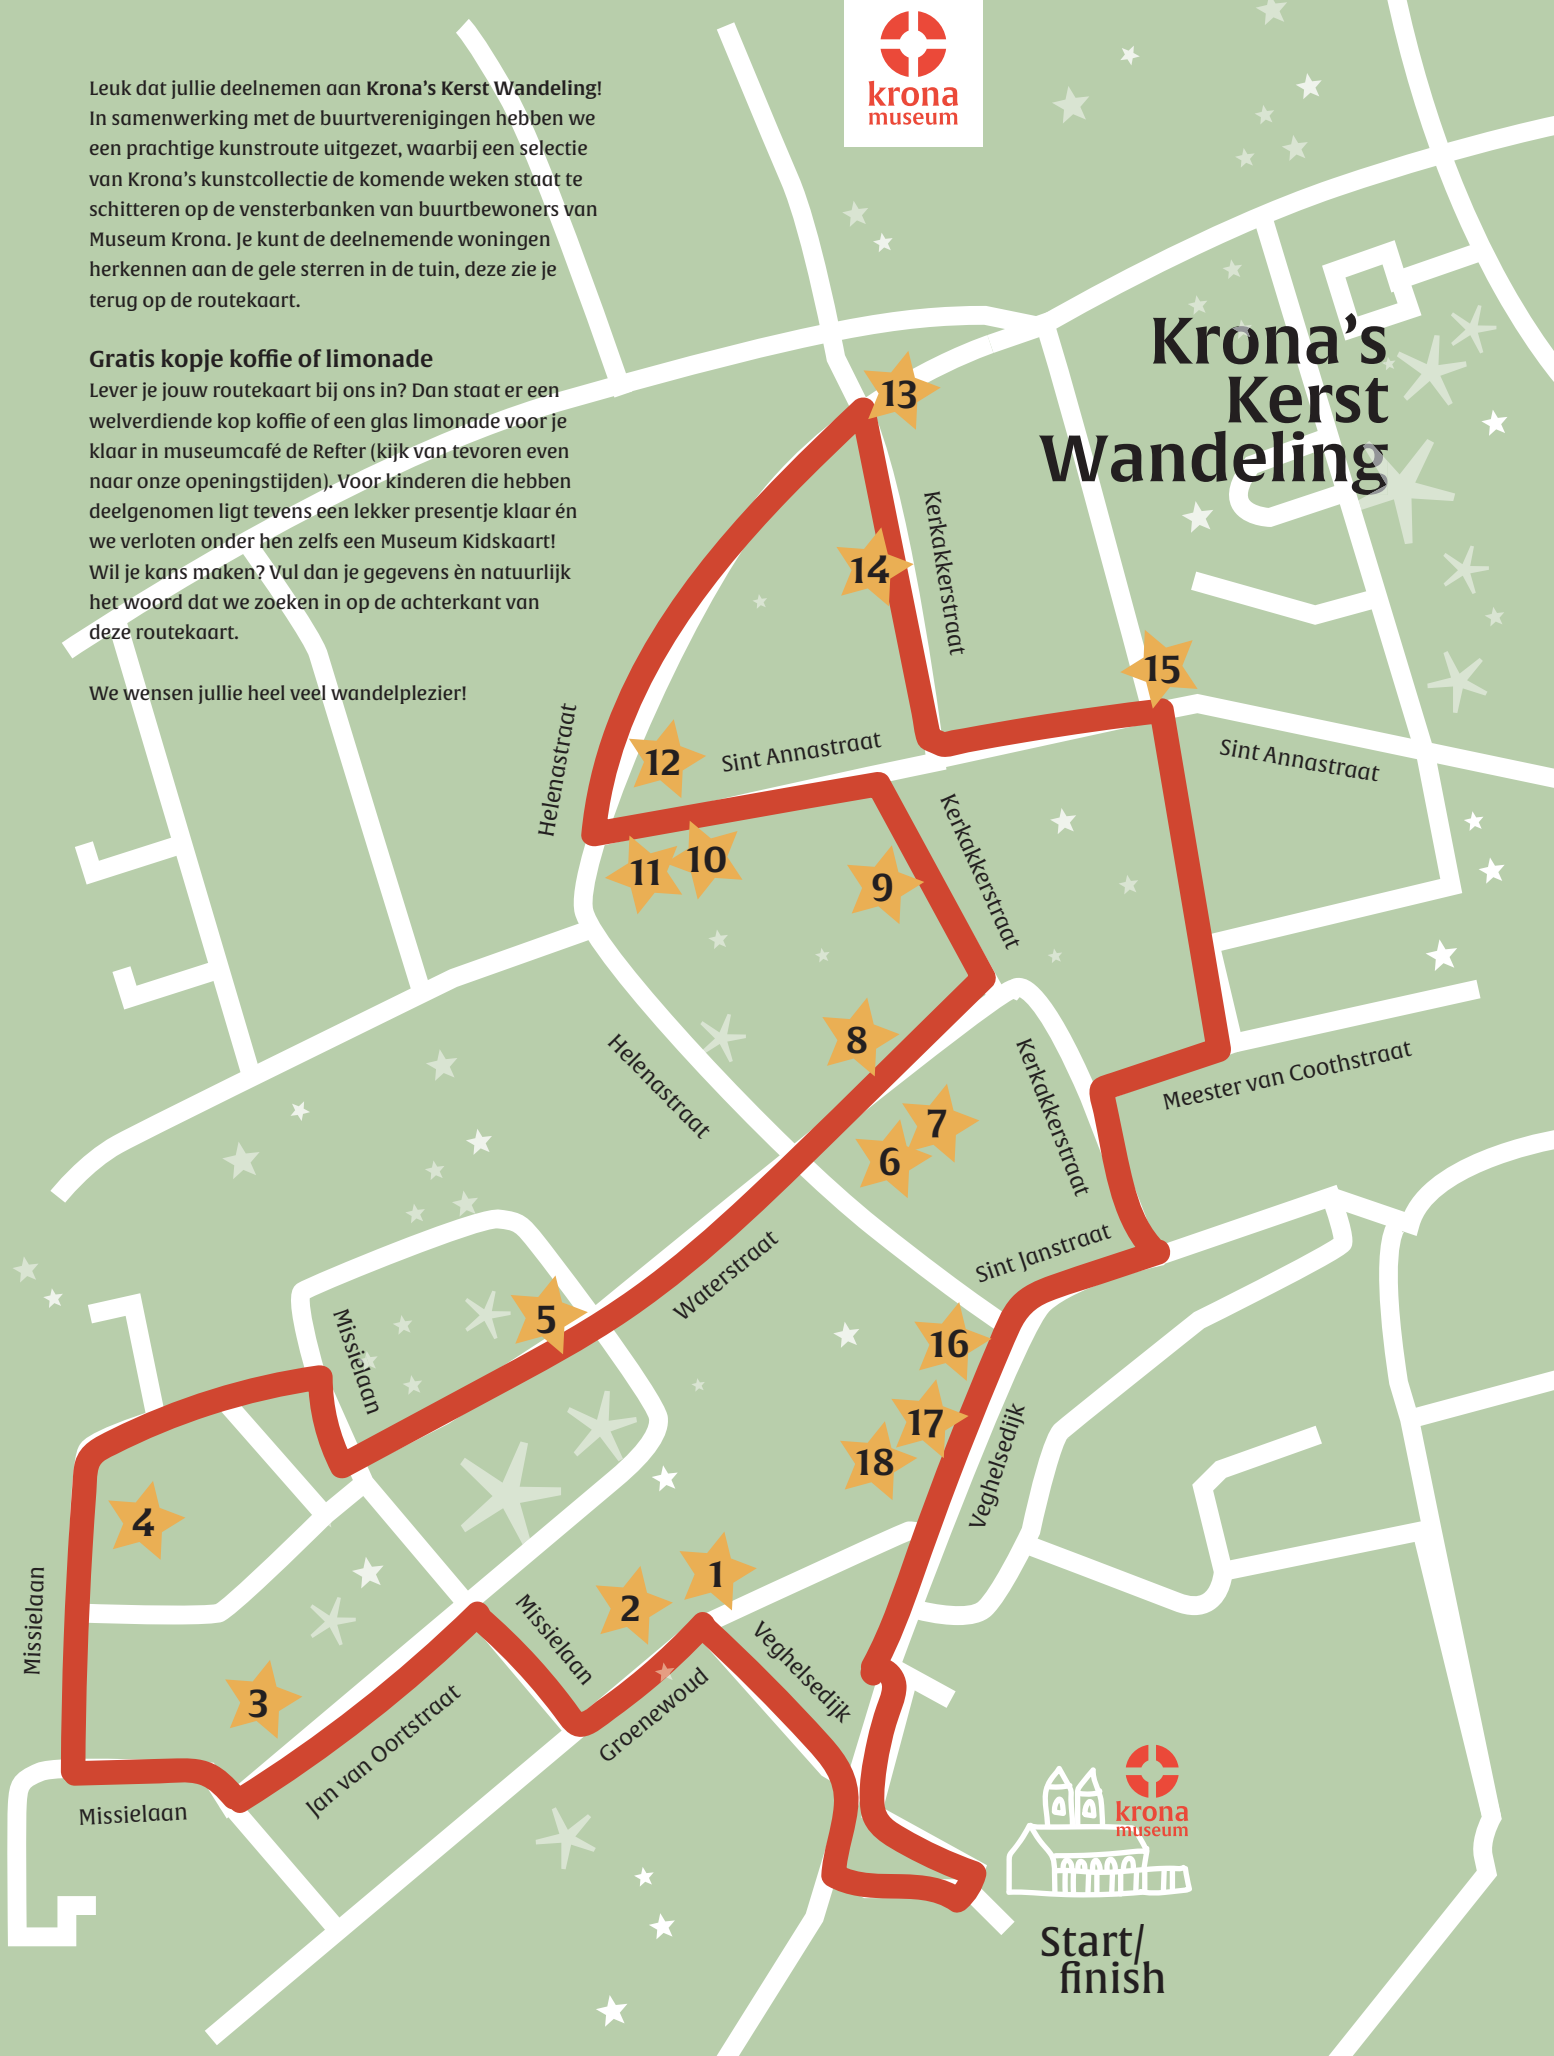 krona
museum
Leuk dat jullie deelnemen aan Krona's Kerst Wandeling!
In samenwerking met de buurtverenigingen hebben we
een prachtige kunstroute uitgezet, waarbij een selectie
van Krona's kunstcollectie de komende weken staat te
schitteren op de vensterbanken van buurtbewoners van
Museum Krona. Je kunt de deelnemende woningen
herkennen aan de gele sterren in de tuin, deze zie je
terug op de routekaart.
Gratis kopje koffie of limonade
Lever je jouw routekaart bij ons in? Dan staat er een
welverdiende kop koffie of een glas limonade voor je
klaar in museumcafé de Refter (kijk van tevoren even
naar onze openingstijden). Voor kinderen die hebben
deelgenomen ligt tevens een lekker presentje klaar én
we verloten onder hen zelfs een Museum Kidskaart!
Wil je kans maken? Vul dan je gegevens èn natuurlijk
het woord dat we zoeken in op de achterkant van
deze routekaart.
We wensen jullie heel veel wandelplezier!
Krona's
Kerst
Wandeling
13
Kerkakkerstraat
14
15
Helenastraat
12
Sint Annastraat
Sint Annastraat
11
10
9
Kerkakkerstraat
8
Helenastraat
7
6
Kerkakkerstraat
Meester van Coothstraat
Sint Janstraat
Waterstraat
5
Missielaan
16
17
18
Veghelsedijk
4
Missielaan
1
2
Missielaan
Veghelsedijk
3
Jan van Oortstraat
Groenewoud
Missielaan
krona
museum
Start/
finish